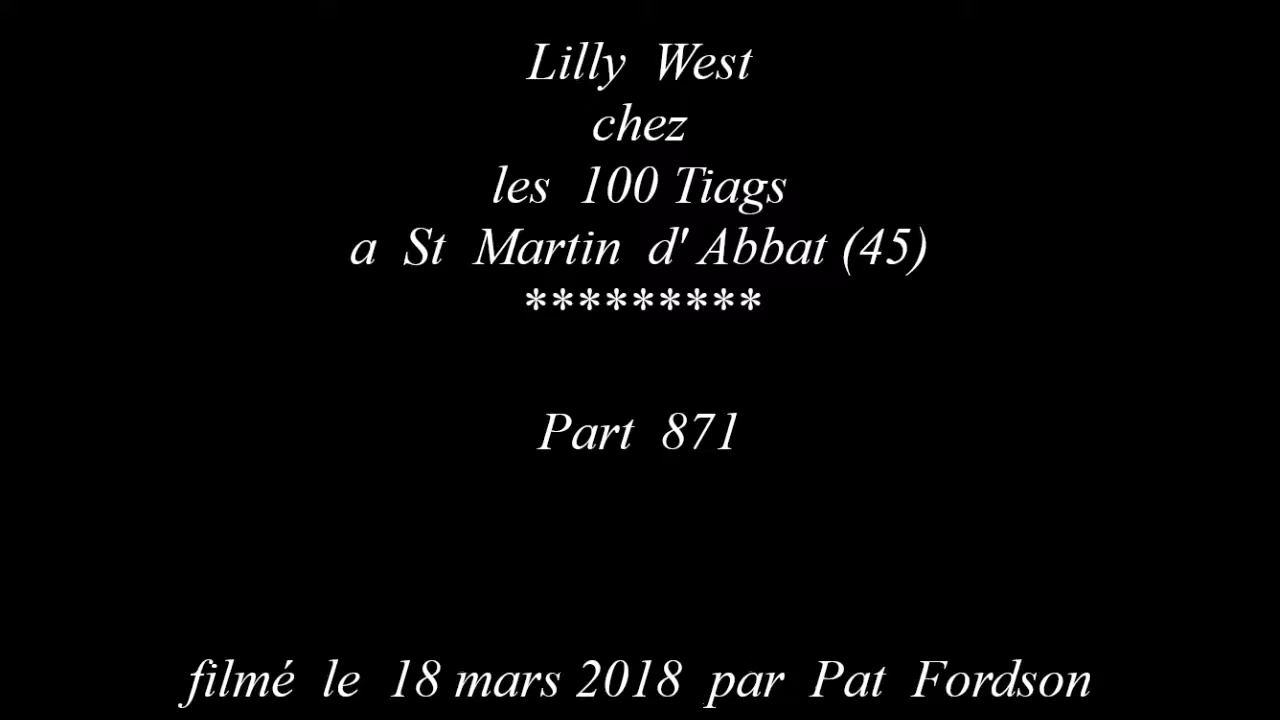 Lilly West
chez
les 100 Tiags
a St Martin d' Abbat (45)
*********
Part 871
filmé le 18 mars 2018 par Pat Fordson